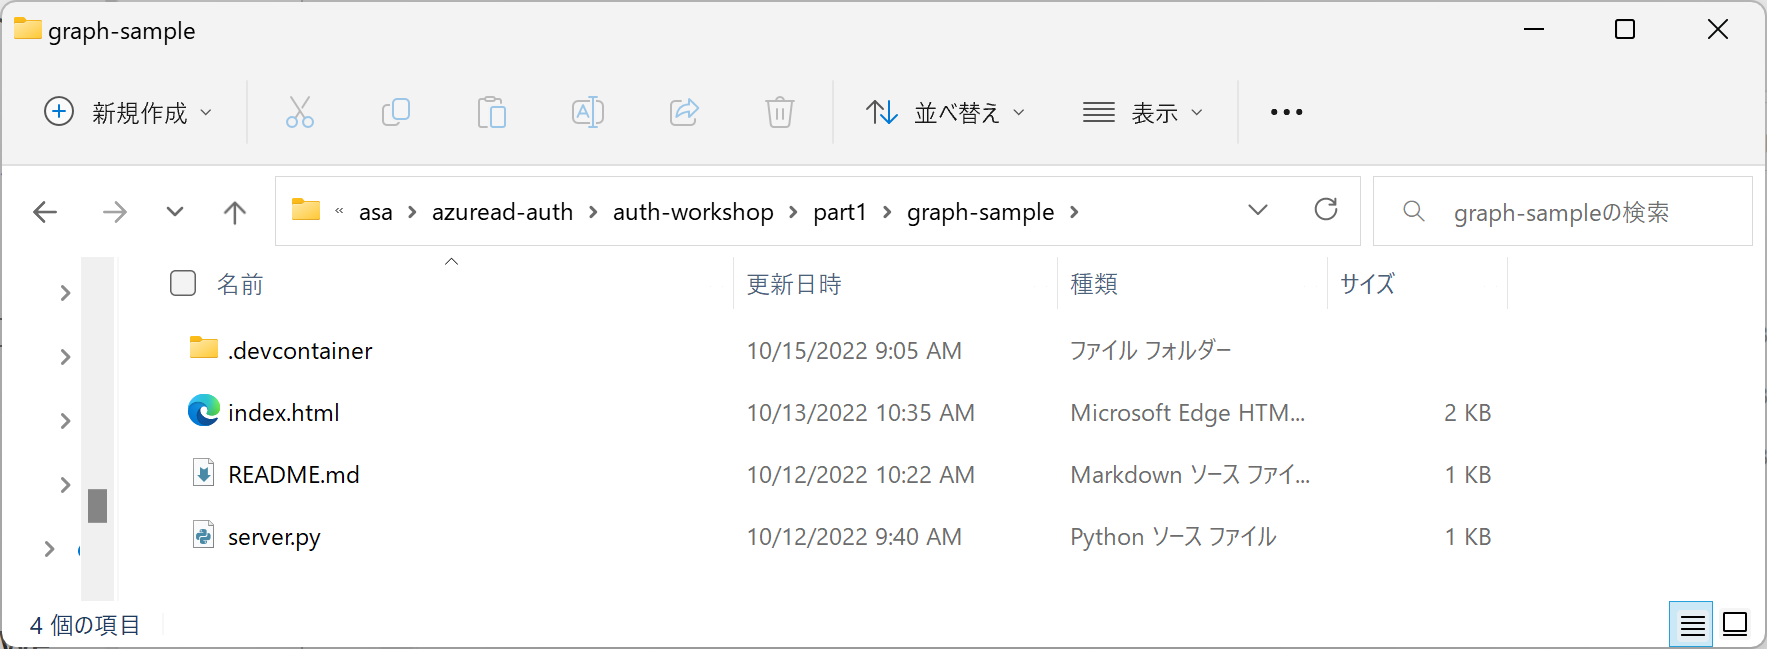 graph-sample
新規作成 並べ替え 表示
« asa > azuread-auth > auth-workshop > part1 > graph-sample > graph-sampleの検索
名前 更新日時 種類 サイズ
.devcontainer 10/15/2022 9:05 AM ファイル フォルダー
index.html 10/13/2022 10:35 AM Microsoft Edge HTM... 2 KB
README.md 10/12/2022 10:22 AM Markdown ソース ファイ... 1 KB
server.py 10/12/2022 9:40 AM Python ソース ファイル 1 KB
4 個の項目